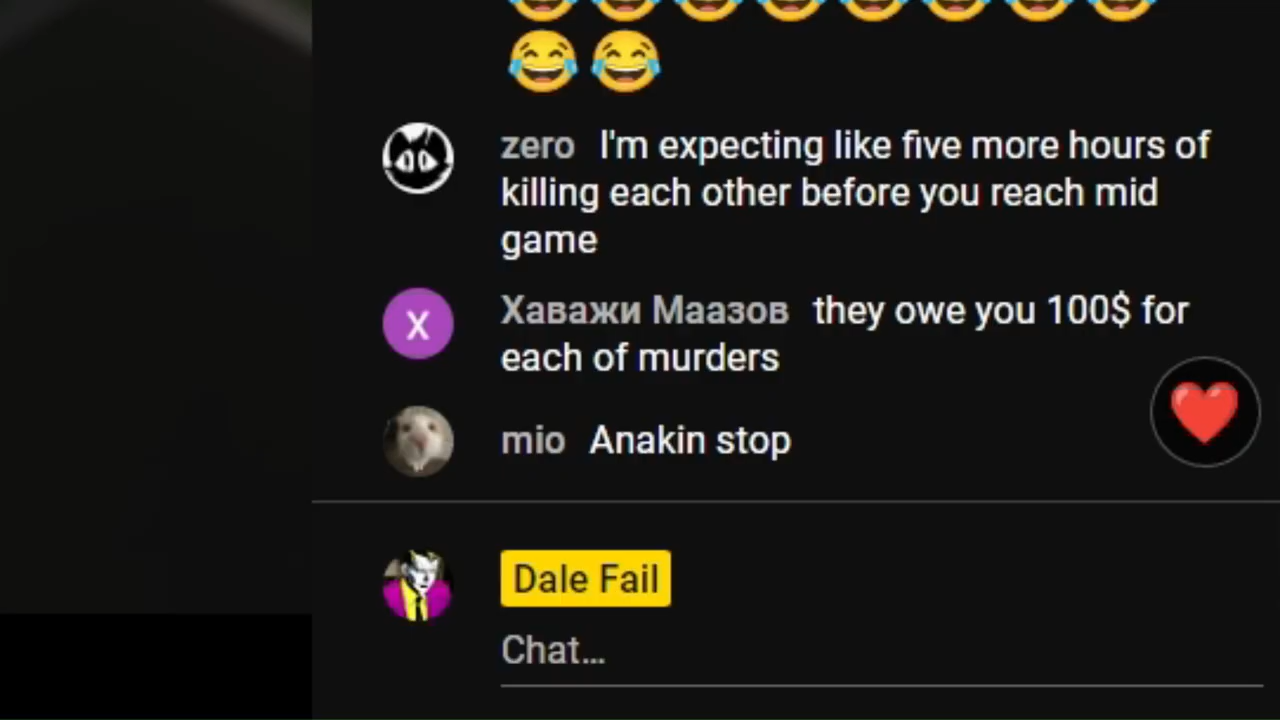 😂😂😂😂😂😂😂😂
😂😂
zero I'm expecting like five more hours of
killing each other before you reach mid
game
X
Хаважи Маазов they owe you 100$ for
each of murders
mio Anakin stop
❤️
Dale Fail
Chat...